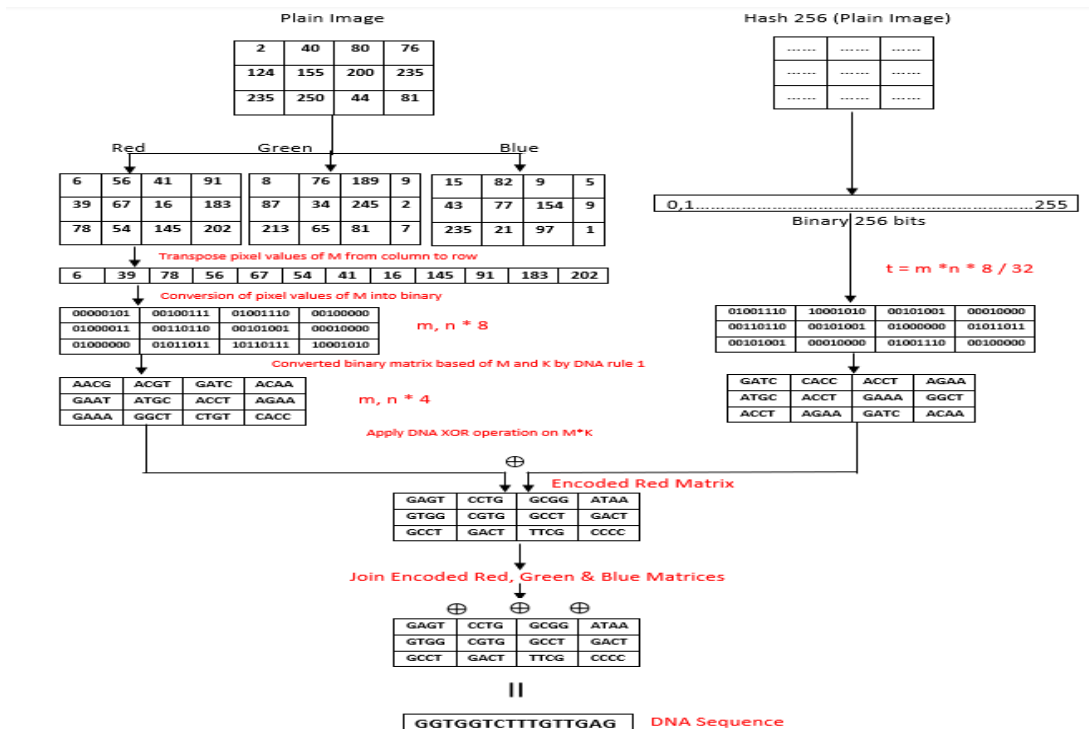 Plain Image
Hash 256 (Plain Image)
2 40 80 76
124 155 200 235
235 250 44 81
...... ...... ......
...... ...... ......
...... ...... ......
Red Green Blue
6 56 41 91
39 67 16 183
78 54 145 202
8 76 189 9
87 34 245 2
213 65 81 7
15 82 9 5
43 77 154 9
235 21 97 1
0,1..............................................................................255
Binary 256 bits
Transpose pixel values of M from column to row
6 39 78 56 67 54 41 16 145 91 183 202
t = m *n * 8 / 32
Conversion of pixel values of M into binary
00000101 00100111 01001110 00100000
01000011 00110110 00101001 00010000
01000000 01011011 10110111 10001010
m, n * 8
01001110 10001010 00101001 00010000
00110110 00101001 01000000 01011011
00101001 00010000 01001110 00100000
Converted binary matrix based of M and K by DNA rule 1
AACG ACGT GATC ACAA
GAAT ATGC ACCT AGAA
GAAA GGCT CTGT CACC
m, n * 4
GATC CACC ACCT AGAA
ATGC ACCT GAAA GGCT
ACCT AGAA GATC ACAA
Apply DNA XOR operation on M*K
⊕
Encoded Red Matrix
GAGT CCTG GCGG ATAA
GTGG CGTG GCCT GACT
GCCT GACT TTCG CCCC
Join Encoded Red, Green & Blue Matrices
⊕ ⊕ ⊕
GAGT CCTG GCGG ATAA
GTGG CGTG GCCT GACT
GCCT GACT TTCG CCCC
=
GGTGGTCTTTGTTGAG DNA Sequence